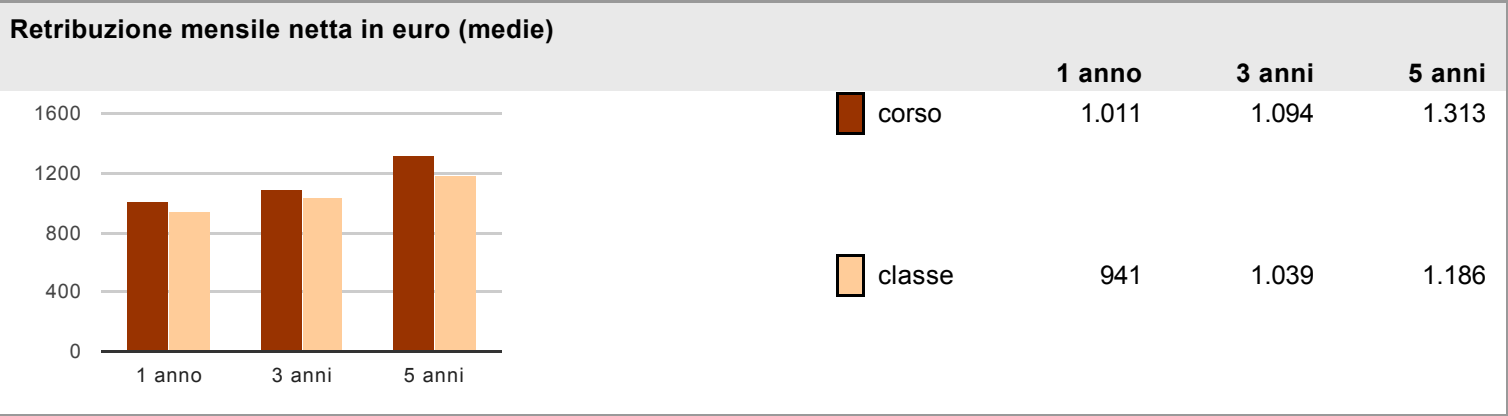 Retribuzione mensile netta in euro (medie)
1 anno 3 anni 5 anni
1600
1200
800
400
0
1 anno 3 anni 5 anni
corso 1.011 1.094 1.313
classe 941 1.039 1.186